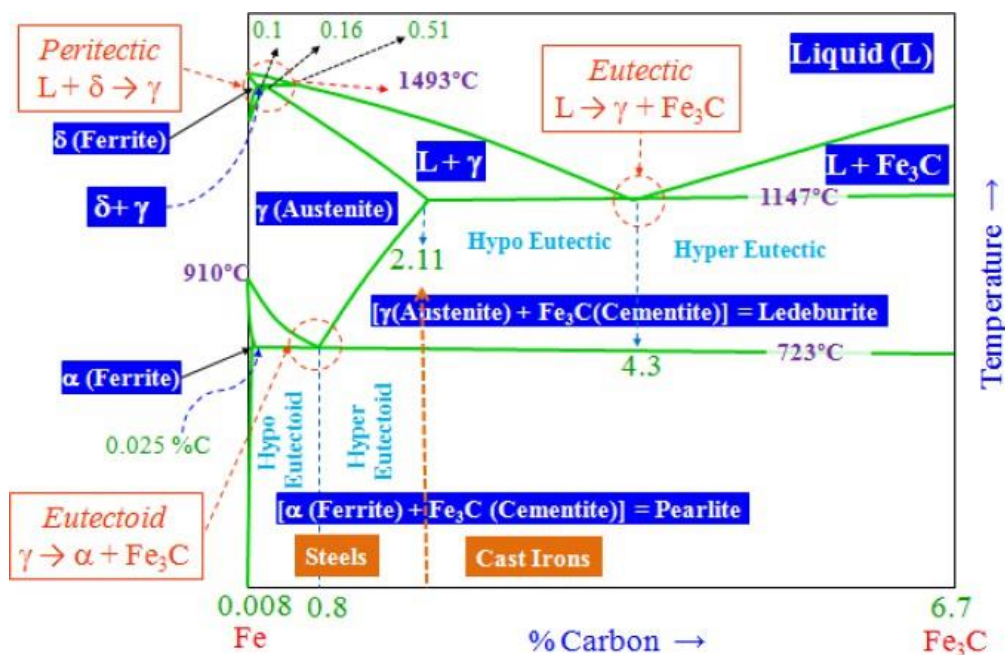 Peritectic
L + δ → γ
0.1
0.16
0.51
1493°C
Eutectic
L → γ + Fe₃C
Liquid (L)
δ (Ferrite)
L + γ
L + Fe₃C
δ+ γ
γ (Austenite)
1147°C
Hypo Eutectic
Hyper Eutectic
2.11
910°C
[γ(Austenite) + Fe₃C(Cementite)] = Ledeburite
723°C
4.3
α (Ferrite)
0.025 %C
Hypo
Eutectoid
Hyper
Eutectoid
[α (Ferrite) + Fe₃C (Cementite)] = Pearlite
Eutectoid
γ → α + Fe₃C
Steels
Cast Irons
Temperature →
0.008
0.8
6.7
Fe
% Carbon →
Fe₃C